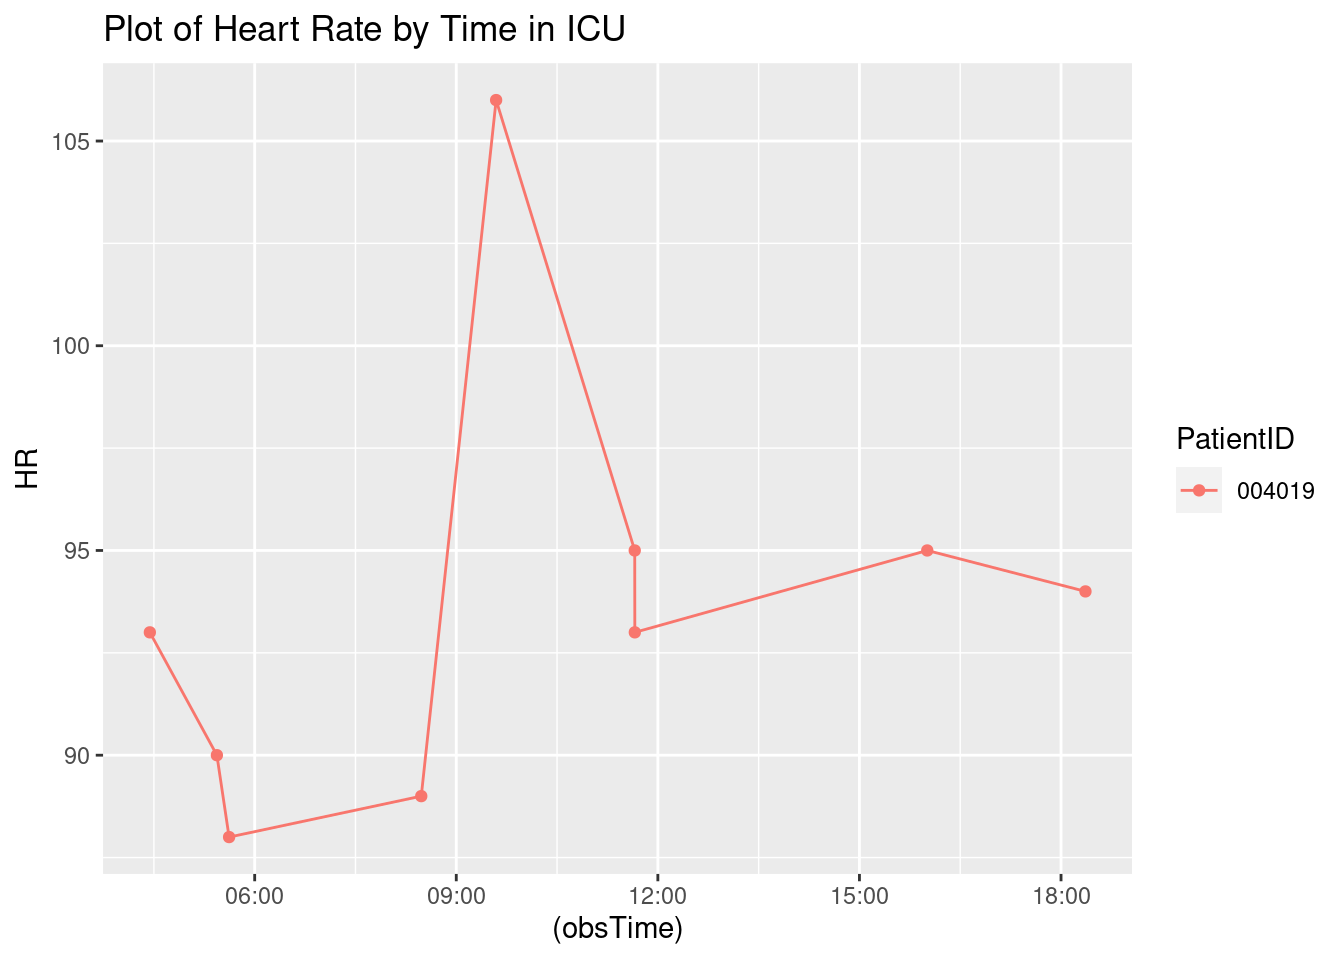 Plot of Heart Rate by Time in ICU
105
100
95
90
HR
06:00 09:00 12:00 15:00 18:00
(obsTime)
PatientID
004019